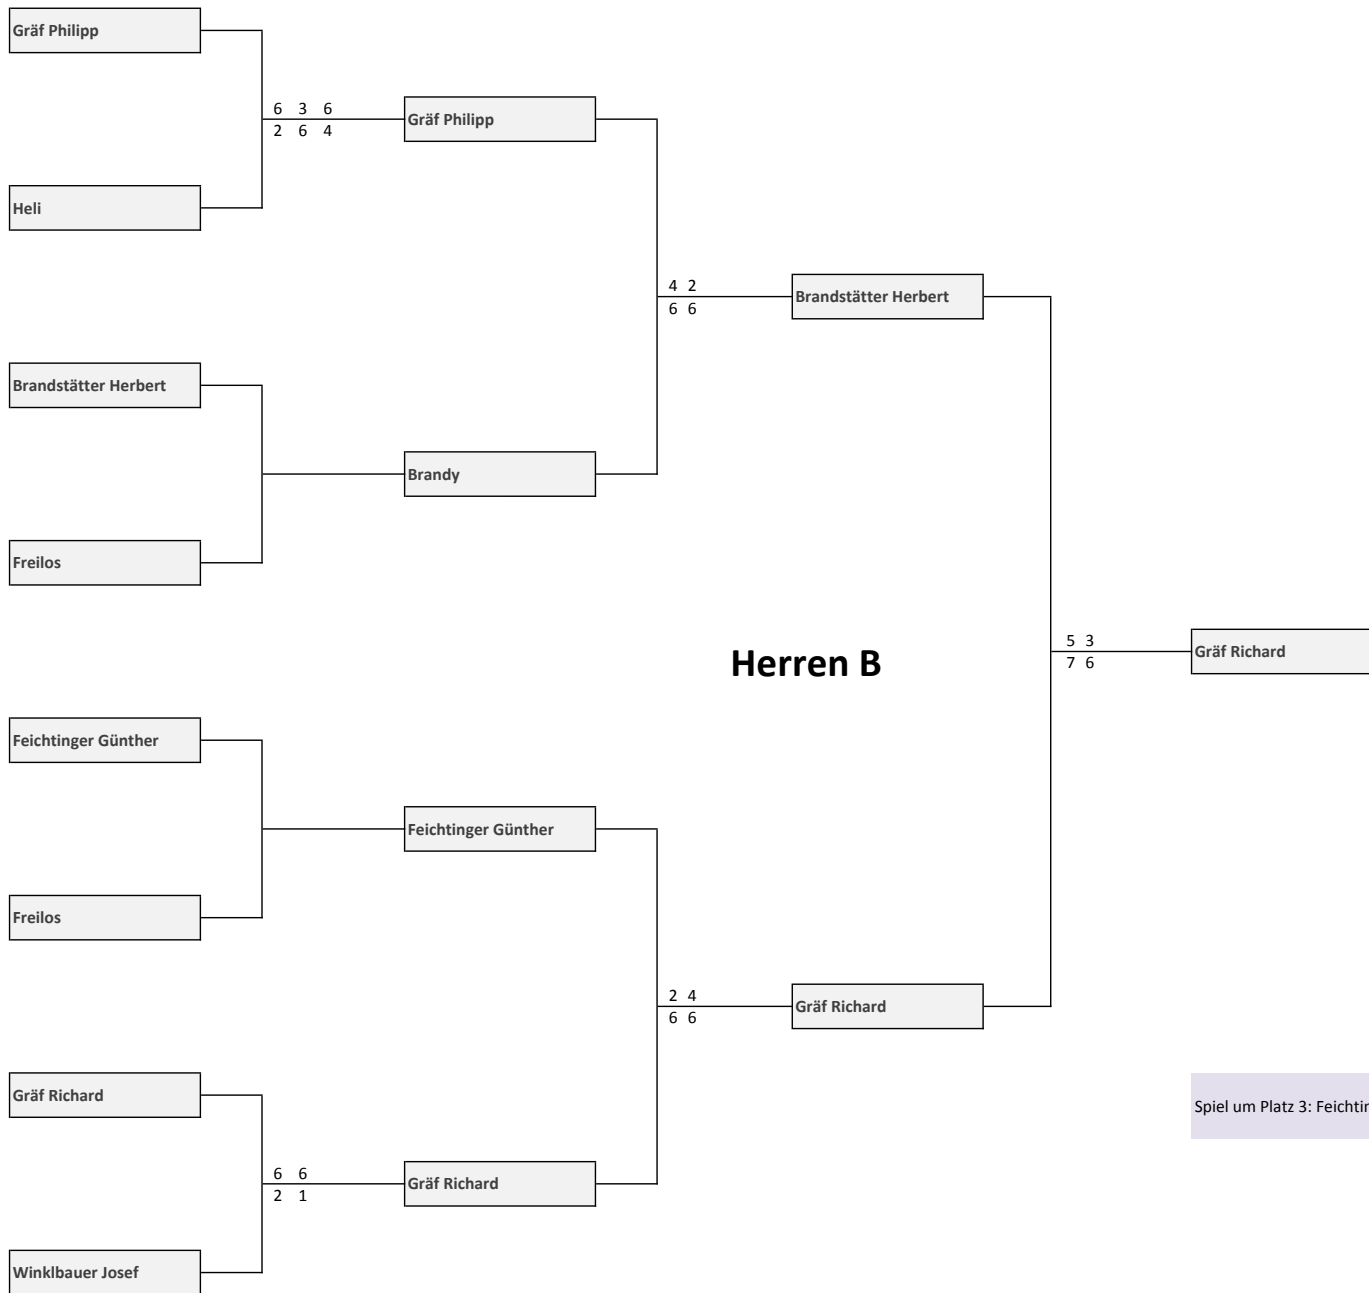 Gräf Philipp
6 3 6
2 6 4
Gräf Philipp
Heli
4 2
6 6
Brandstätter Herbert
Brandstätter Herbert
Brandy
Freilos
Herren B
5 3
7 6
Gräf Richard
Feichtinger Günther
Feichtinger Günther
Freilos
2 4
6 6
Gräf Richard
Gräf Richard
Spiel um Platz 3:
6 6
2 1
Gräf Richard
Winklbauer Josef